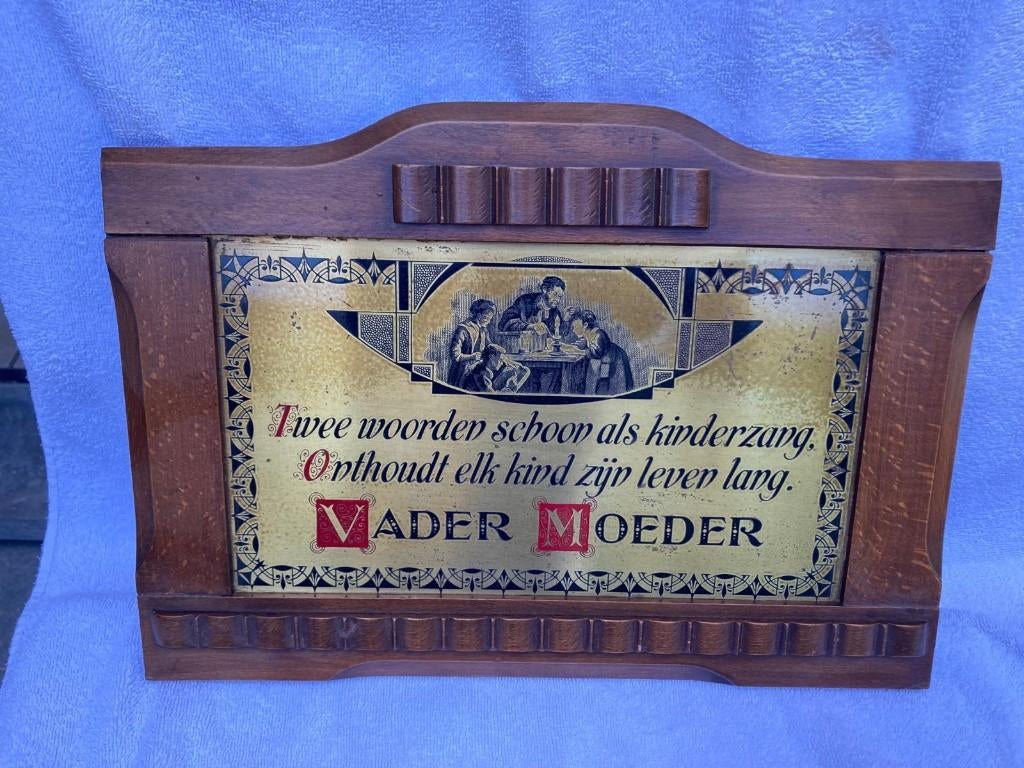 Twee woorden schoon als kinderzang,
Onthoudt elk kind zijn leven lang.
VADER MOEDER